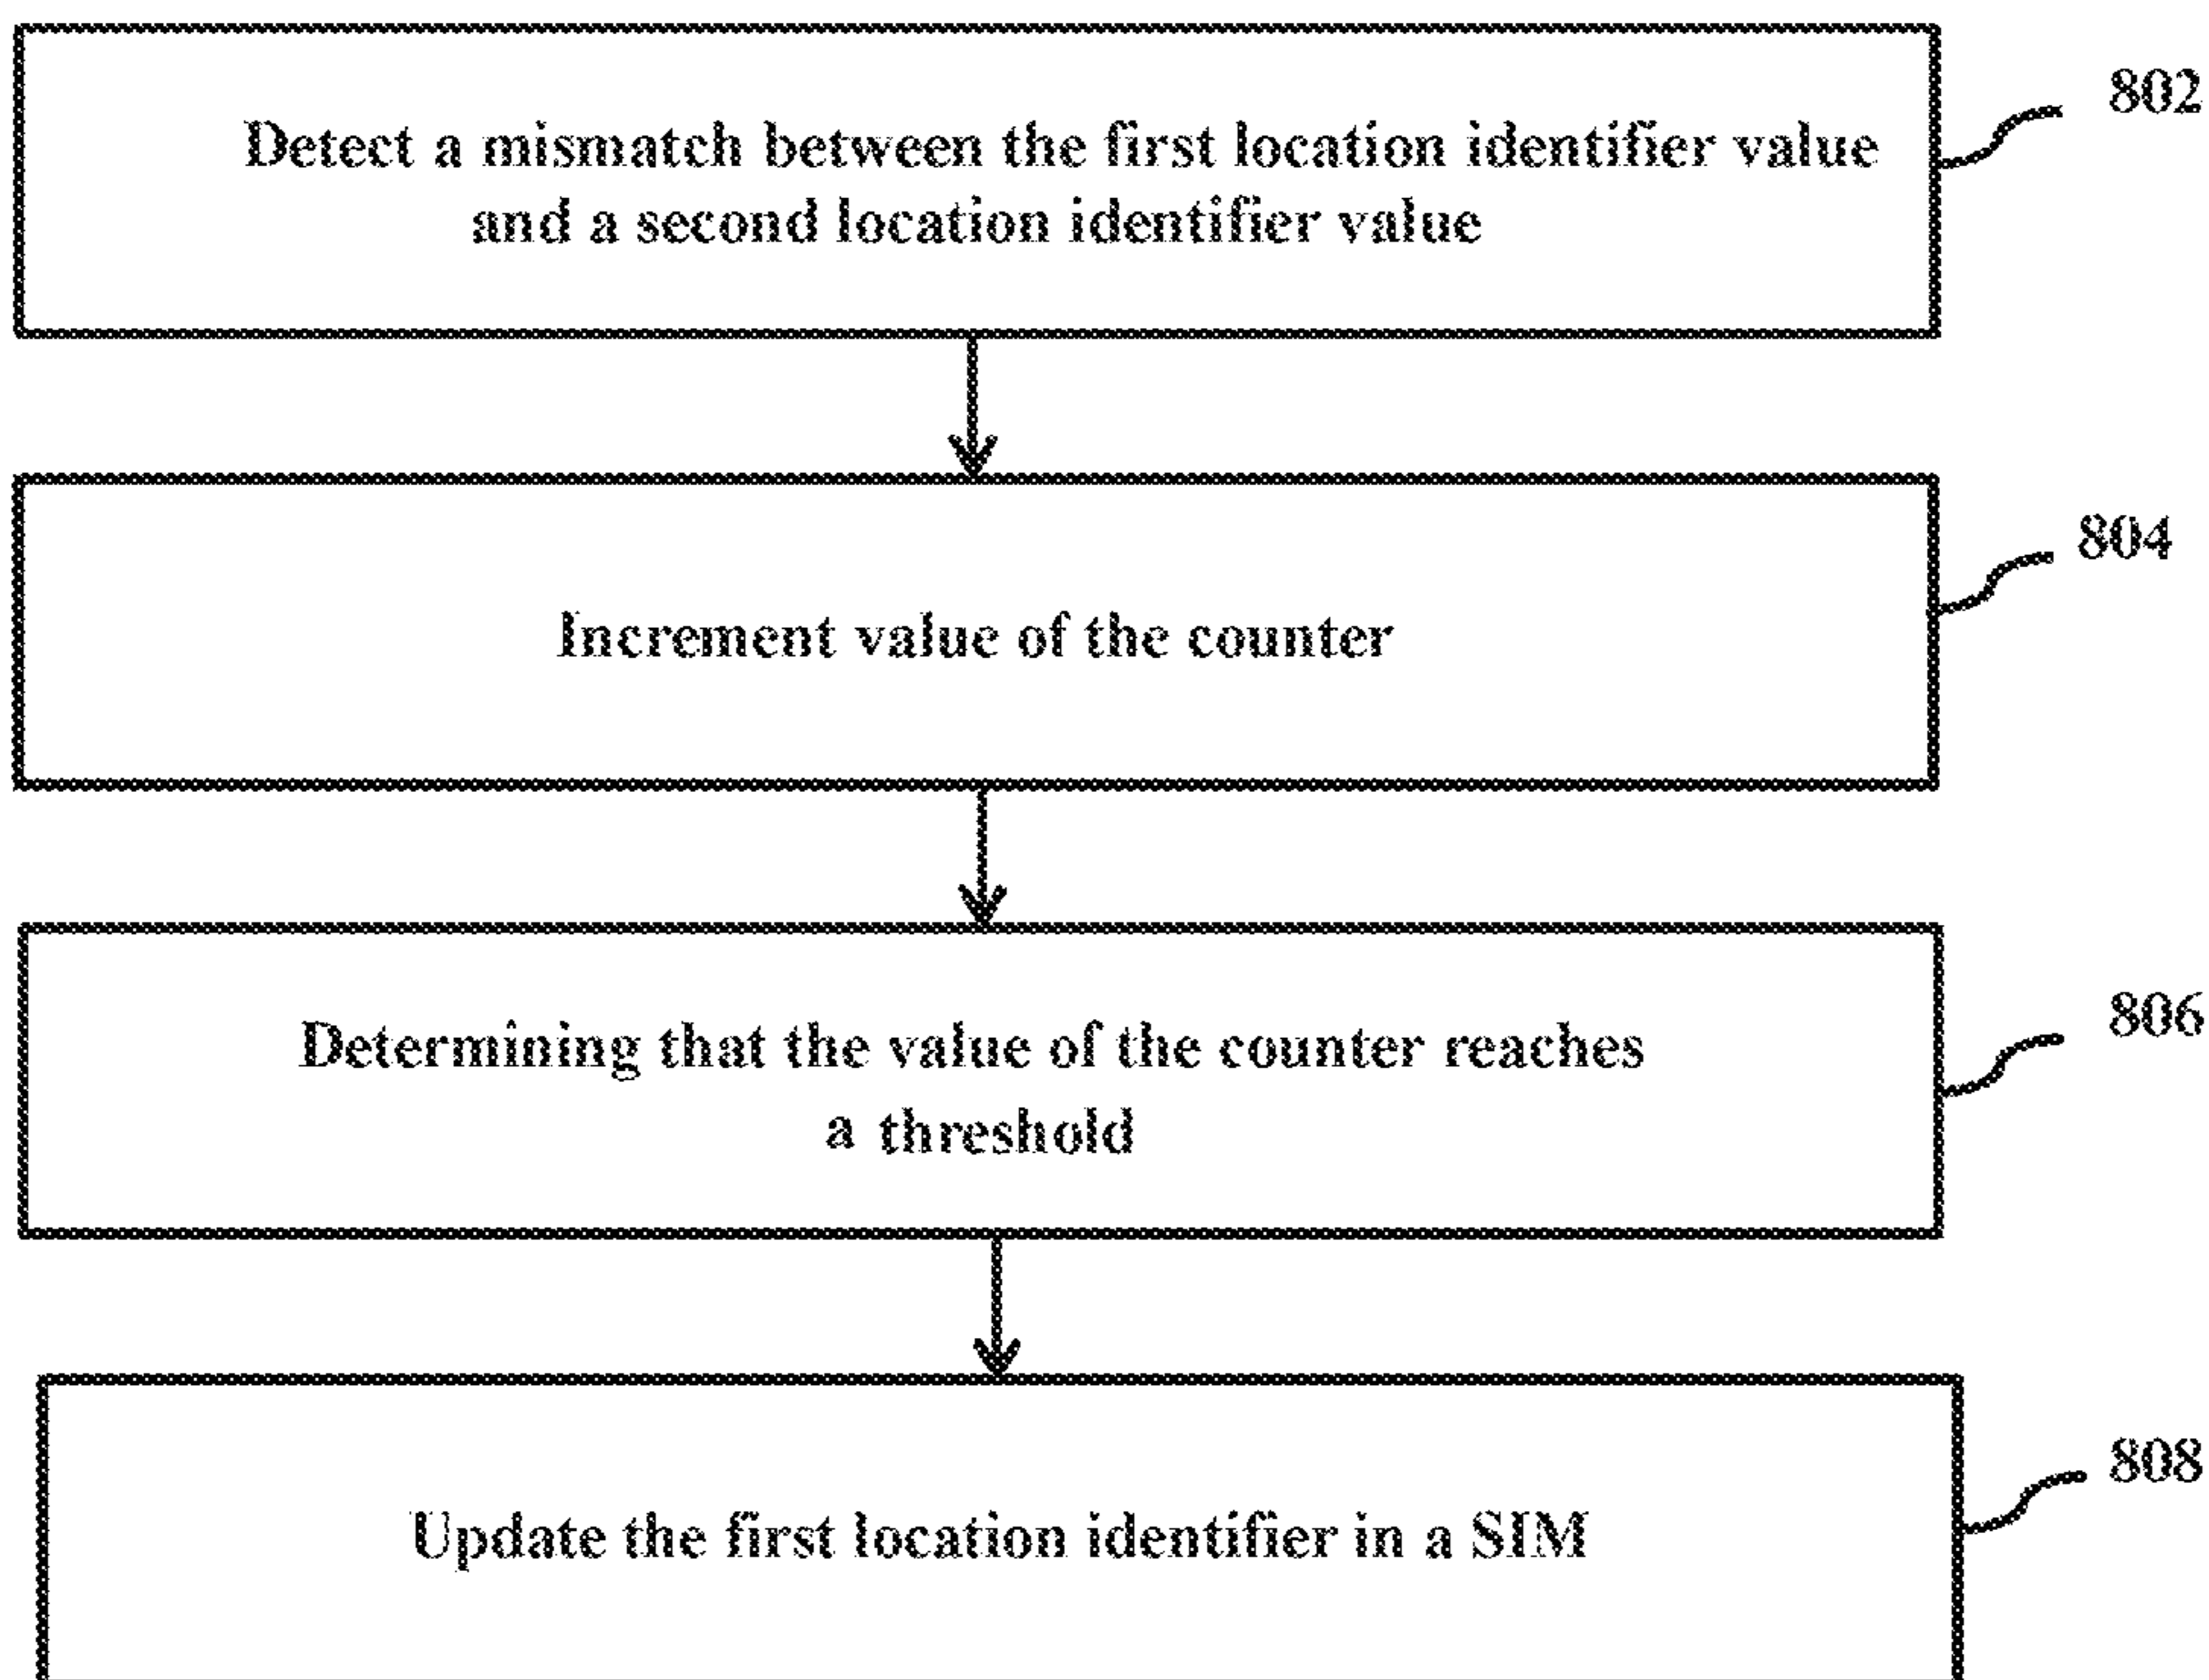 802
Detect a mismatch between the first location identifier value
and a second location identifier value
804
Increment value of the counter
806
Determining that the value of the counter reaches
a threshold
808
Update the first location identifier in a SIM